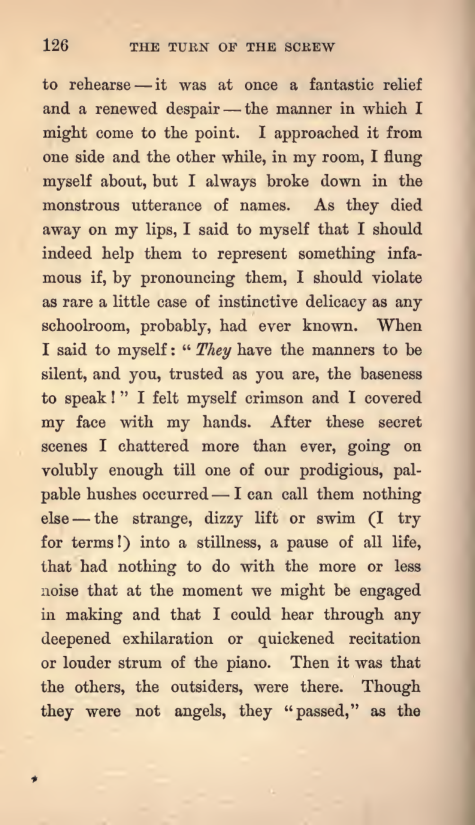 126 THE TURN OF THE SCREW
to rehearse — it was at once a fantastic relief
and a renewed despair — the manner in which I
might come to the point. I approached it from
one side and the other while, in my room, I flung
myself about, but I always broke down in the
monstrous utterance of names. As they died
away on my lips, I said to myself that I should
indeed help them to represent something infa-
mous if, by pronouncing them, I should violate
as rare a little case of instinctive delicacy as any
schoolroom, probably, had ever known. When
I said to myself: “They have the manners to be
silent, and you, trusted as you are, the baseness
to speak!” I felt myself crimson and I covered
my face with my hands. After these secret
scenes I chattered more than ever, going on
volubly enough till one of our prodigious, pal-
pable hushes occurred — I can call them nothing
else — the strange, dizzy lift or swim (I try
for terms!) into a stillness, a pause of all life,
that had nothing to do with the more or less
noise that at the moment we might be engaged
in making and that I could hear through any
deepened exhilaration or quickened recitation
or louder strum of the piano. Then it was that
the others, the outsiders, were there. Though
they were not angels, they “passed,” as the